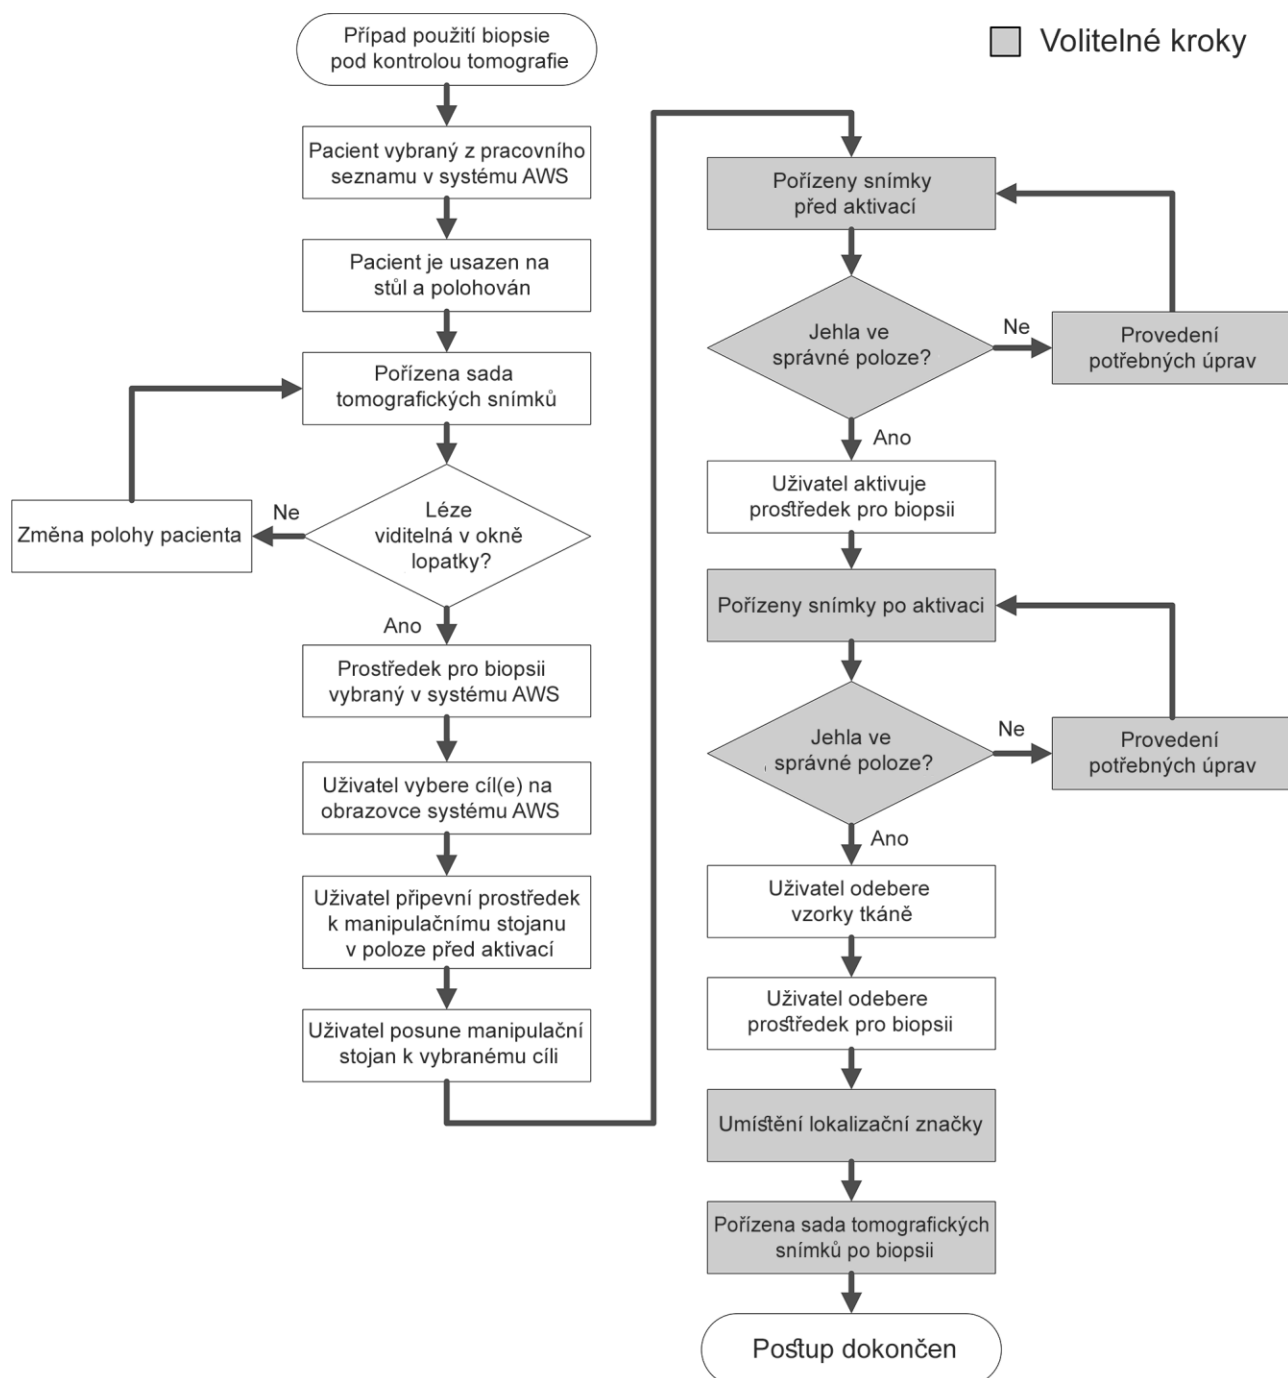 Případ použití biopsie
pod kontrolou tomografie
Pacient vybraný z pracovního
seznamu v systému AWS
Pacient je usazen na
stůl a polohován
Pořízena sada
tomografických snímků
Léze
viditelná v okně
lopatky?
Ne
Změna polohy pacienta
Ano
Prostředek pro biopsii
vybraný v systému AWS
Uživatel vybere cíl(e) na
obrazovce systému AWS
Uživatel připevní prostředek
k manipulačnímu stojanu
v poloze před aktivací
Uživatel posune manipulační
stojan k vybranému cíli
Volitelné kroky
Pořízeny snímky
před aktivací
Jehla ve
správné poloze?
Ne
Provedení
potřebných úprav
Ano
Uživatel aktivuje
prostředek pro biopsii
Pořízeny snímky po aktivaci
Jehla ve
správné poloze?
Ne
Provedení
potřebných úprav
Ano
Uživatel odebere
vzorky tkáně
Uživatel odebere
prostředek pro biopsii
Umístění lokalizační značky
Pořízena sada tomografických
snímků po biopsii
Postup dokončen